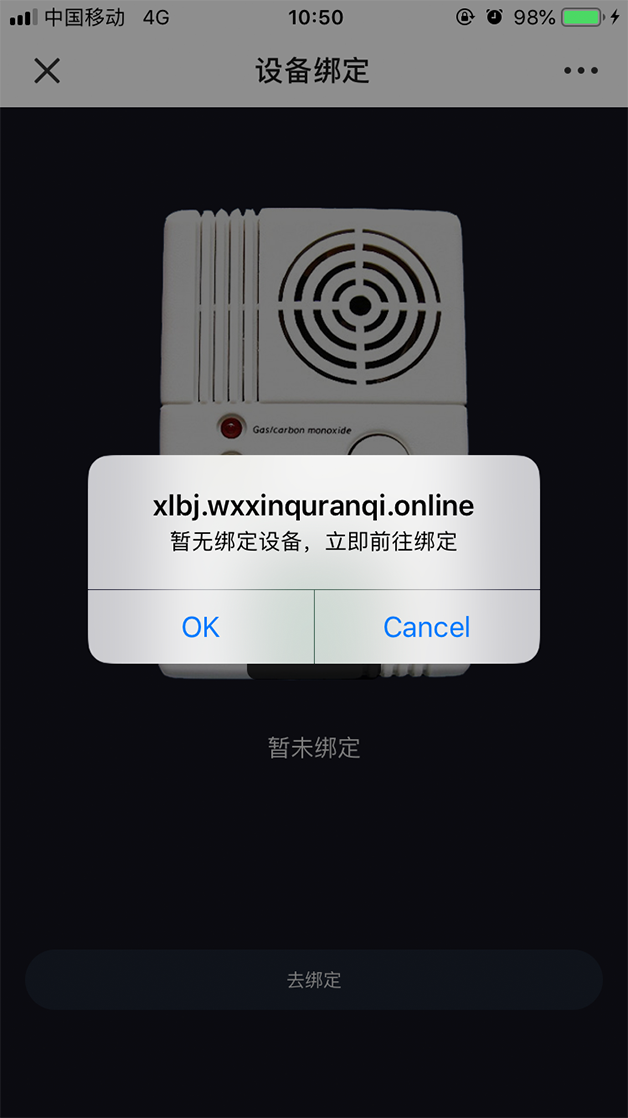 中国移动 4G 10:50 98%
设备绑定
Gas/carbon monoxide
xlbj.wxxinquranqi.online
暂无绑定设备，立即前往绑定
OK Cancel
暂未绑定
去绑定